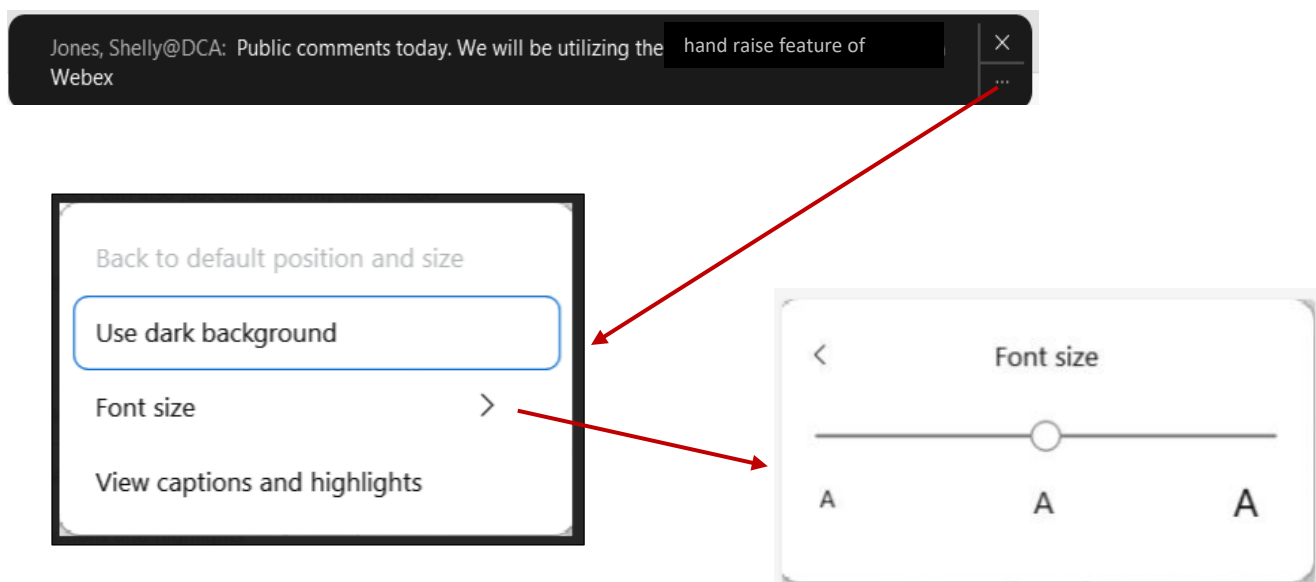 Jones, Shelly@DCA: Public comments today. We will be utilizing the hand raise feature of
Webex
...
Back to default position and size
Use dark background
Font size
View captions and highlights
Font size
A A A